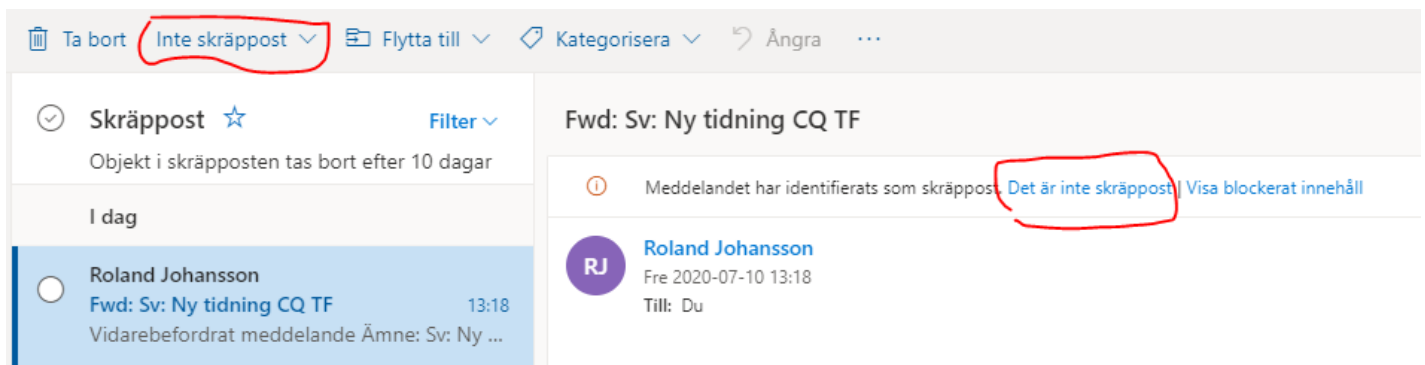 Ta bort Inte skräppost Flytta till Kategorisera Ångra ...
Skräppost Filter
Objekt i skräpposten tas bort efter 10 dagar
I dag
Roland Johansson
Fwd: Sv: Ny tidning CQ TF 13:18
Vidarebefordrat meddelande Ämne: Sv: Ny ...
Fwd: Sv: Ny tidning CQ TF
Meddelandet har identifierats som skräppost. Det är inte skräppost | Visa blockerat innehåll
RJ
Roland Johansson
Fre 2020-07-10 13:18
Till: Du